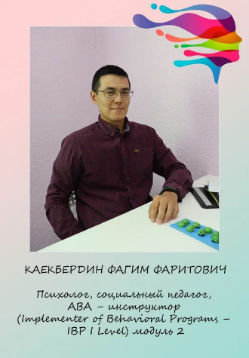 КАЕКБЕРДИН ФАГИМ ФАРИТОВИЧ
Психолог, социальный педагог,
АВА – инструктор
(Implementer of Behavioral Programs –
IBP I Level) модуль 2